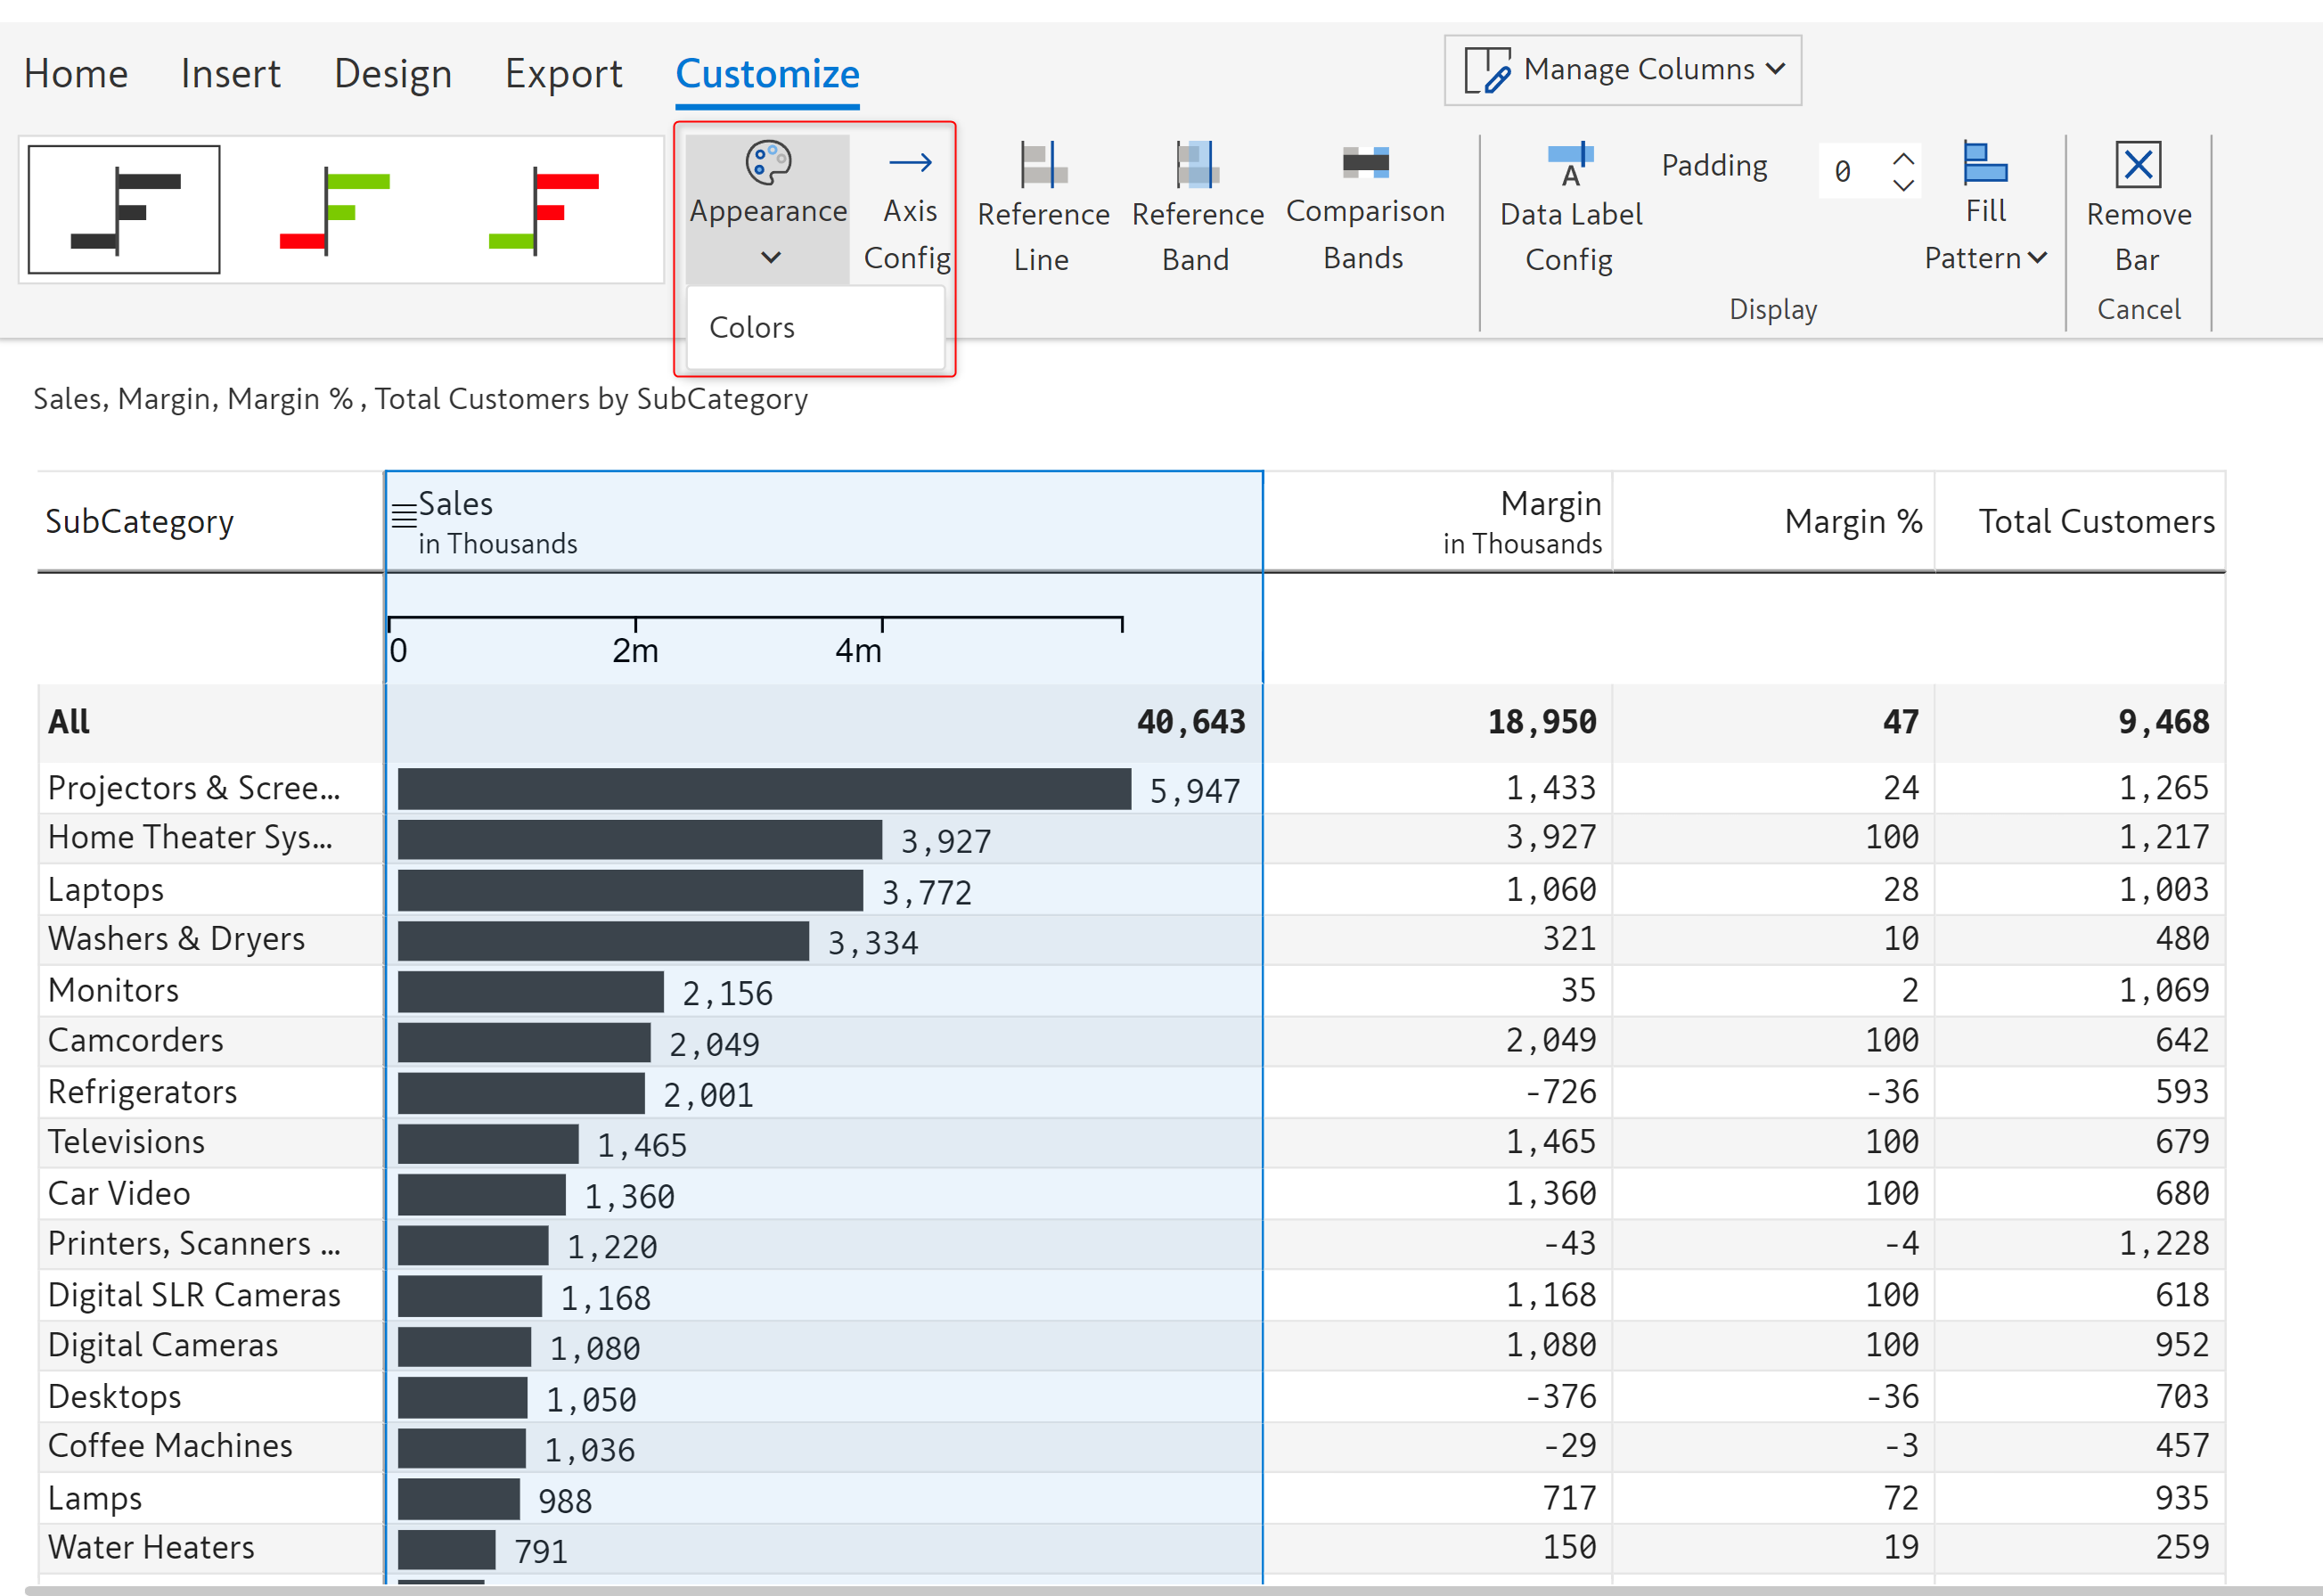 Home Insert Design Export Customize Manage Columns
Appearance Axis Config Reference Line Reference Band Comparison Bands Data Label Config Padding 0 Fill Pattern Remove Bar
Display Cancel
Colors
Sales, Margin, Margin % , Total Customers by SubCategory
SubCategory Sales in Thousands Margin in Thousands Margin % Total Customers
0 2m 4m
All 40,643 18,950 47 9,468
Projectors & Scree... 5,947 1,433 24 1,265
Home Theater Sys... 3,927 3,927 100 1,217
Laptops 3,772 1,060 28 1,003
Washers & Dryers 3,334 321 10 480
Monitors 2,156 35 2 1,069
Camcorders 2,049 2,049 100 642
Refrigerators 2,001 -726 -36 593
Televisions 1,465 1,465 100 679
Car Video 1,360 1,360 100 680
Printers, Scanners ... 1,220 -43 -4 1,228
Digital SLR Cameras 1,168 1,168 100 618
Digital Cameras 1,080 1,080 100 952
Desktops 1,050 -376 -36 703
Coffee Machines 1,036 -29 -3 457
Lamps 988 717 72 935
Water Heaters 791 150 19 259